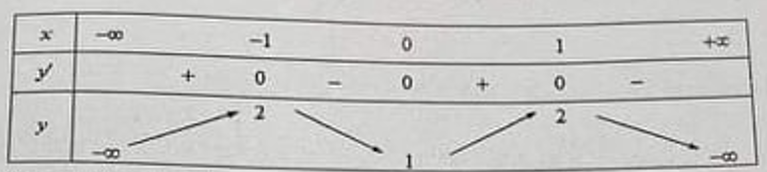 x −∞ −1 0 1 +∞
y' + 0 − 0 + 0 −
y −∞ 2 1 2 −∞